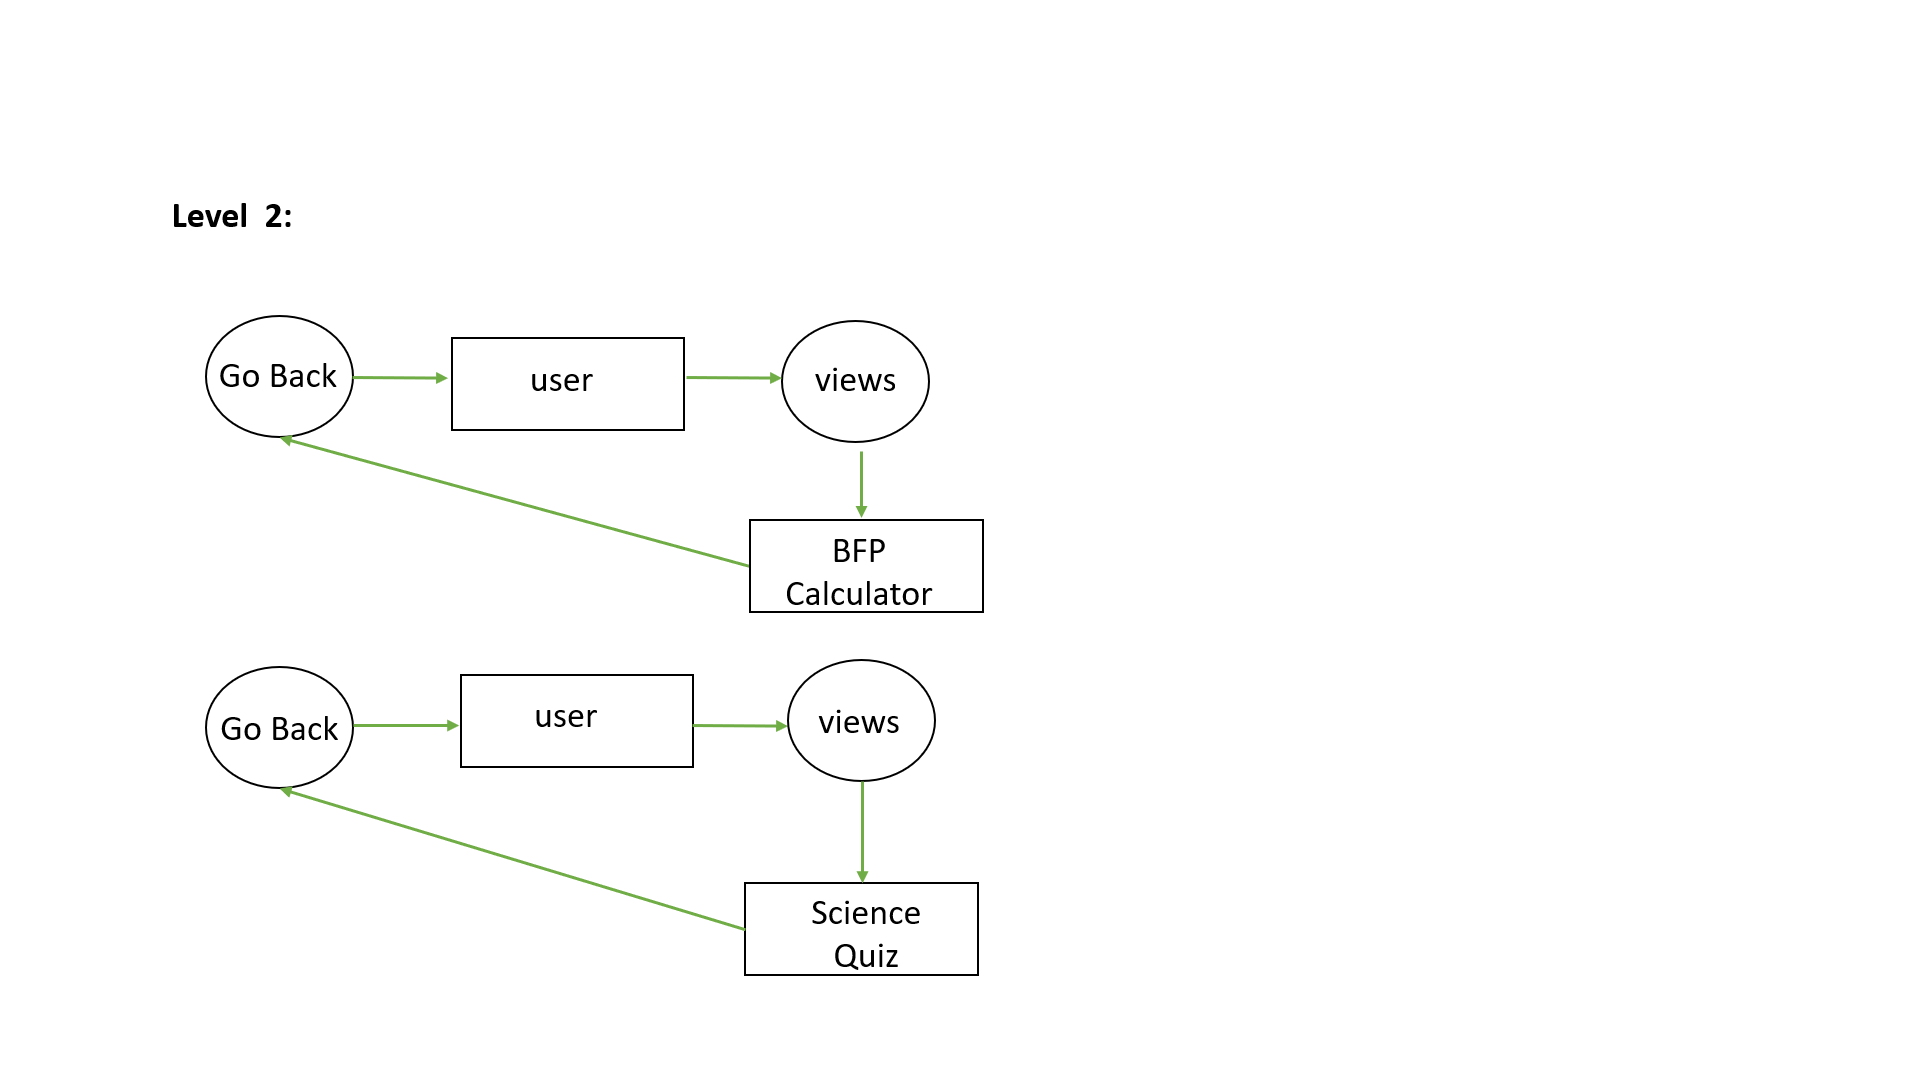 Level  2:
Go Back
user
views
BFP
Calculator
Go Back
user
views
Science
Quiz